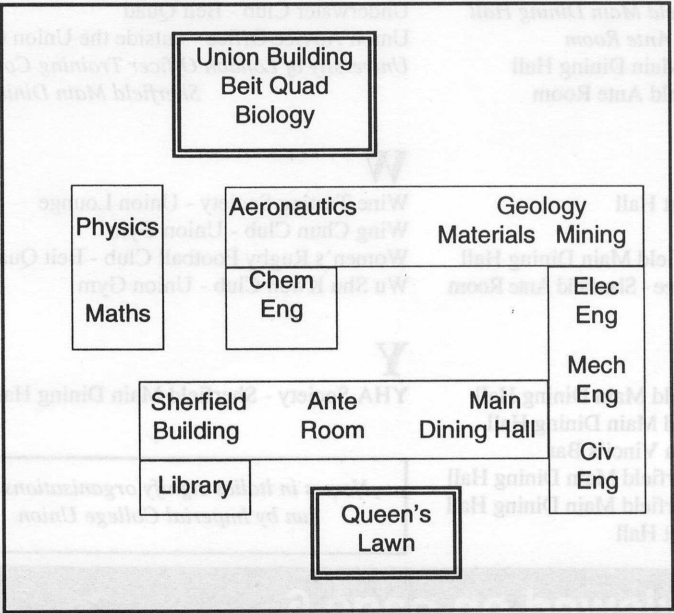 Union Building
Beit Quad
Biology
Physics
Maths
Aeronautics
Geology
Materials Mining
Chem
Eng
Elec
Eng
Mech
Eng
Civ
Eng
Sherfield
Building
Ante
Room
Main
Dining Hall
Library
Queen's
Lawn